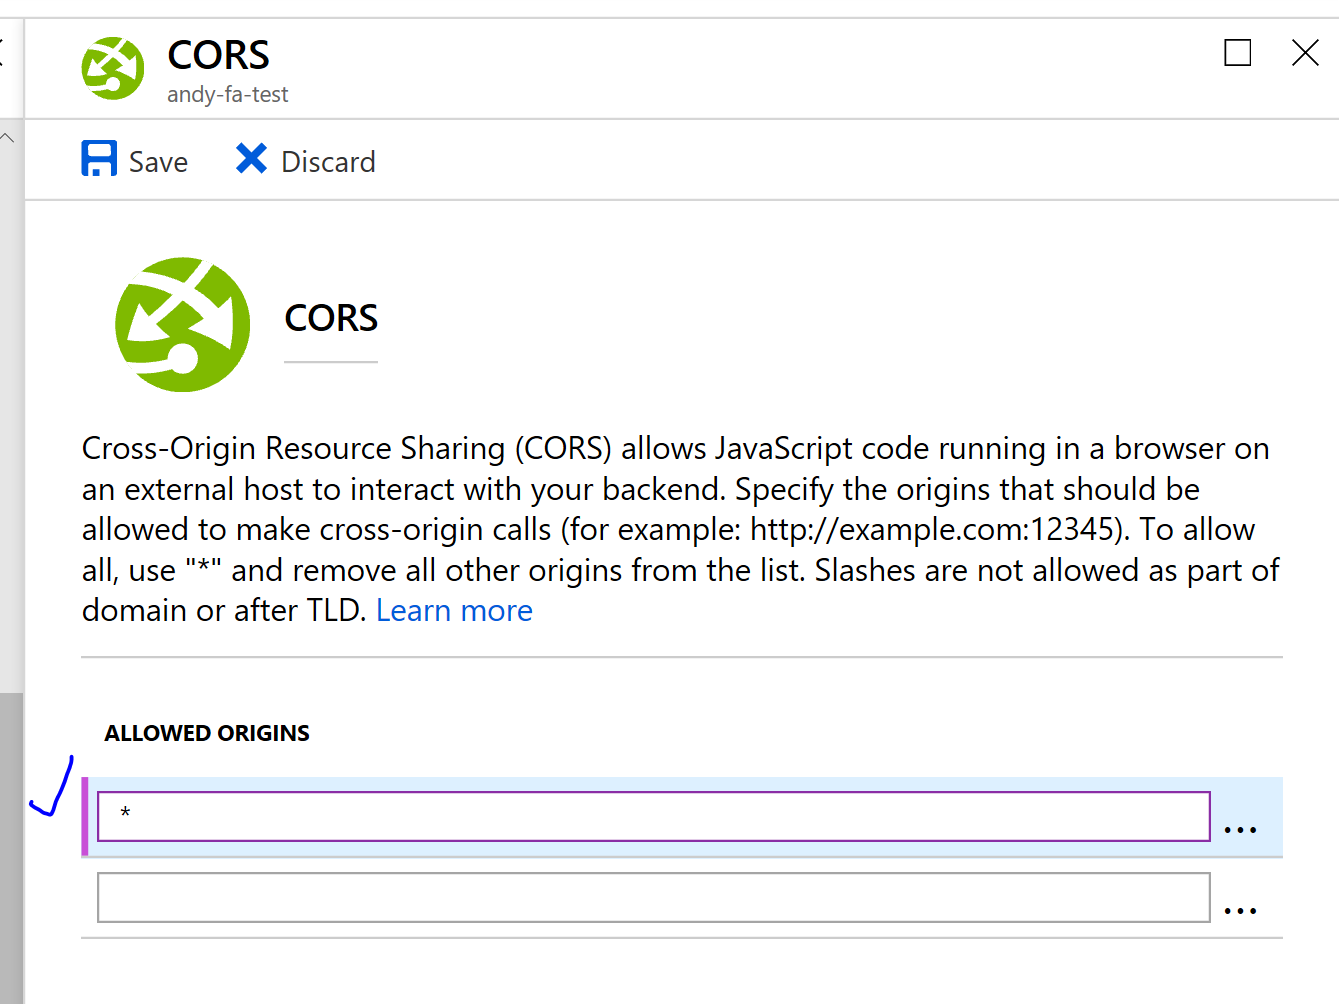 CORS
andy-fa-test
Save Discard
CORS
Cross-Origin Resource Sharing (CORS) allows JavaScript code running in a browser on
an external host to interact with your backend. Specify the origins that should be
allowed to make cross-origin calls (for example: http://example.com:12345). To allow
all, use "*" and remove all other origins from the list. Slashes are not allowed as part of
domain or after TLD. Learn more
ALLOWED ORIGINS
*
...
...